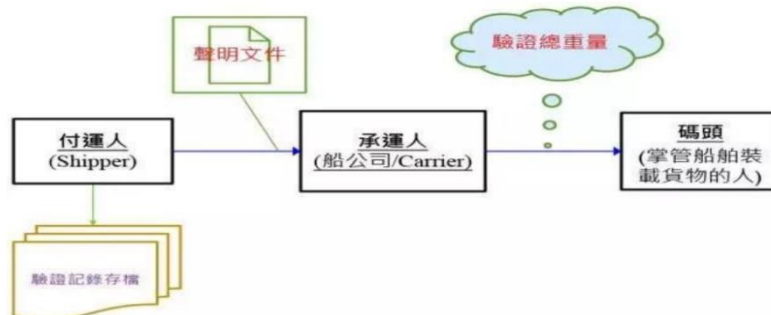 聲明文件
驗證總重量
付運人
(Shipper)
承運人
(船公司/Carrier)
碼頭
(掌管船舶裝
載貨物的人)
驗證記錄存檔